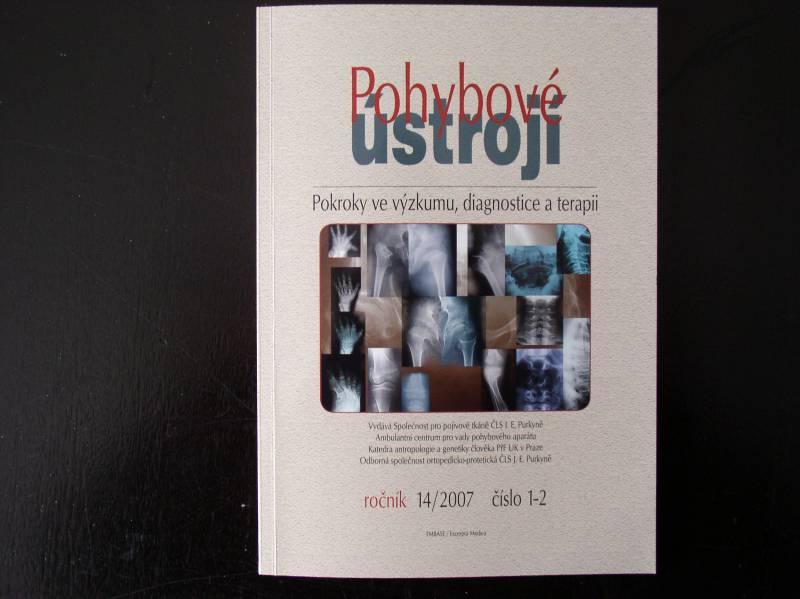 Pohybové
ústrojí
Pokroky ve výzkumu, diagnostice a terapii
Vydává Společnost pro pojivové tkáně ČLS J. E. Purkyně
Ambulantní centrum pro vady pohybového aparátu
Katedra antropologie a genetiky člověka PřF UK v Praze
Odborná společnost ortopedicko-protetická ČLS J. E. Purkyně
ročník 14/2007 číslo 1-2
EMBASE / Excerpta Medica